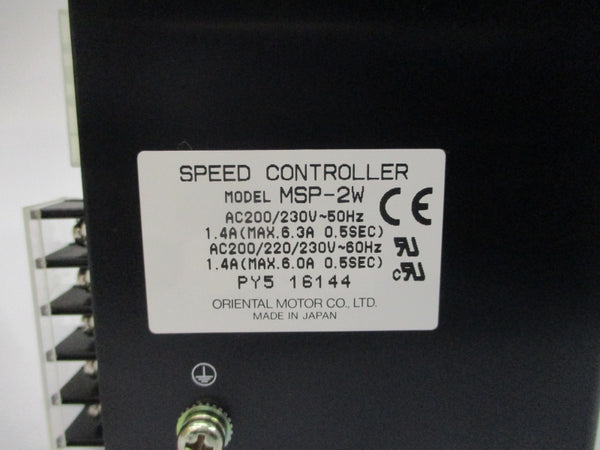 SPEED CONTROLLER
MODEL MSP-2W
CE
AC200/230V~50Hz
1.4A(MAX.6.3A 0.5SEC)
AC200/220/230V~60Hz
1.4A(MAX.6.0A 0.5SEC)
PY5 16144
ORIENTAL MOTOR CO., LTD.
MADE IN JAPAN